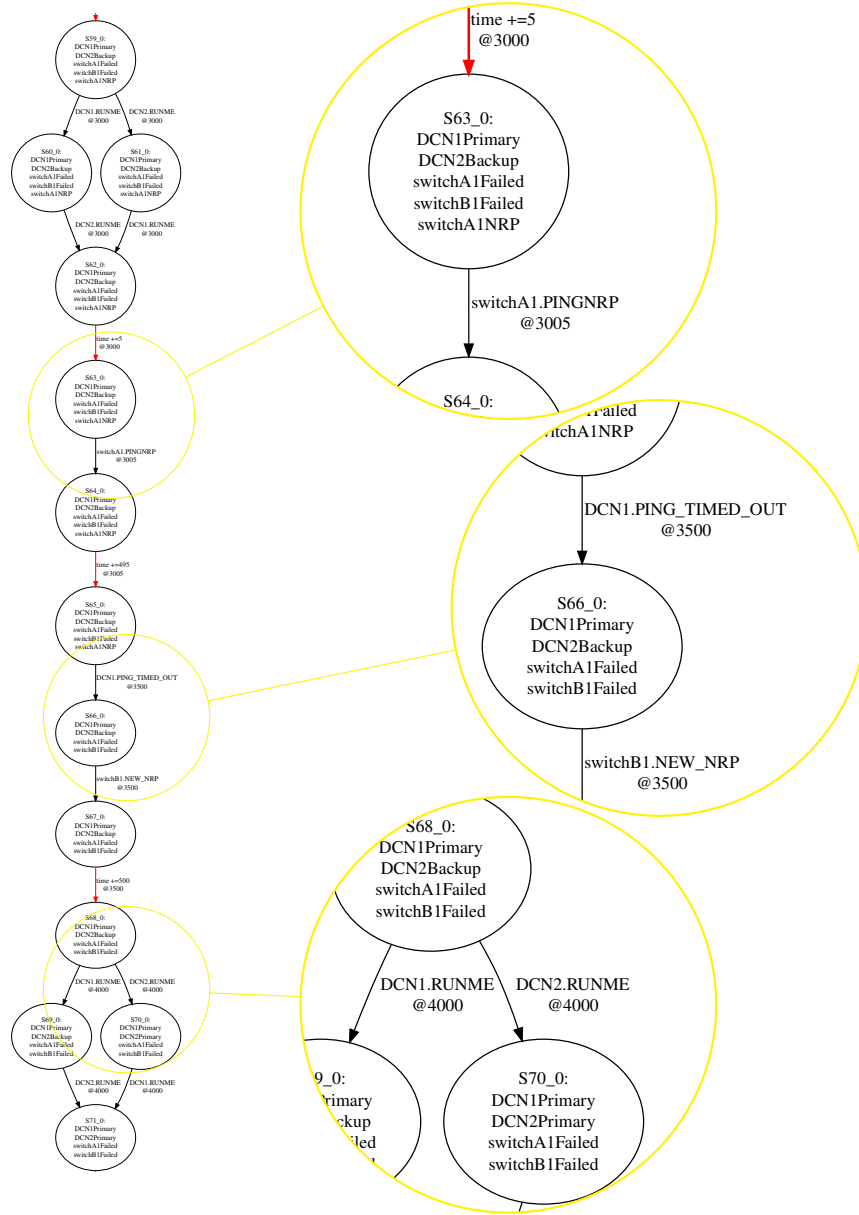 S59_0:
DCN1Primary
DCN2Backup
switchA1Failed
switchB1Failed
switchA1NRP
DCN1.RUNME
@3000
DCN2.RUNME
@3000
S60_0:
DCN1Primary
DCN2Backup
switchA1Failed
switchB1Failed
switchA1NRP
S61_0:
DCN1Primary
DCN2Backup
switchA1Failed
switchB1Failed
switchA1NRP
DCN2.RUNME
@3000
DCN1.RUNME
@3000
S62_0:
DCN1Primary
DCN2Backup
switchA1Failed
switchB1Failed
switchA1NRP
time +=5
@3000
S63_0:
DCN1Primary
DCN2Backup
switchA1Failed
switchB1Failed
switchA1NRP
switchA1.PINGNRP
@3005
S64_0:
DCN1Primary
DCN2Backup
switchA1Failed
switchB1Failed
switchA1NRP
time +=495
@3005
S65_0:
DCN1Primary
DCN2Backup
switchA1Failed
switchB1Failed
switchA1NRP
DCN1.PING_TIMED_OUT
@3500
S66_0:
DCN1Primary
DCN2Backup
switchA1Failed
switchB1Failed
switchB1.NEW_NRP
@3500
S67_0:
DCN1Primary
DCN2Backup
switchA1Failed
switchB1Failed
time +=500
@3500
S68_0:
DCN1Primary
DCN2Backup
switchA1Failed
switchB1Failed
DCN1.RUNME
@4000
DCN2.RUNME
@4000
S69_0:
DCN1Primary
DCN2Backup
switchA1Failed
switchB1Failed
S70_0:
DCN1Primary
DCN2Primary
switchA1Failed
switchB1Failed
DCN2.RUNME
@4000
DCN1.RUNME
@4000
S71_0:
DCN1Primary
DCN2Primary
switchA1Failed
switchB1Failed
time +=5
@3000
S63_0:
DCN1Primary
DCN2Backup
switchA1Failed
switchB1Failed
switchA1NRP
switchA1.PINGNRP
@3005
S64_0:
1Failed
witchA1NRP
DCN1.PING_TIMED_OUT
@3500
S66_0:
DCN1Primary
DCN2Backup
switchA1Failed
switchB1Failed
switchB1.NEW_NRP
@3500
S68_0:
DCN1Primary
DCN2Backup
switchA1Failed
switchB1Failed
DCN1.RUNME
@4000
DCN2.RUNME
@4000
9_0:
rimary
ckup
iled
S70_0:
DCN1Primary
DCN2Primary
switchA1Failed
switchB1Failed